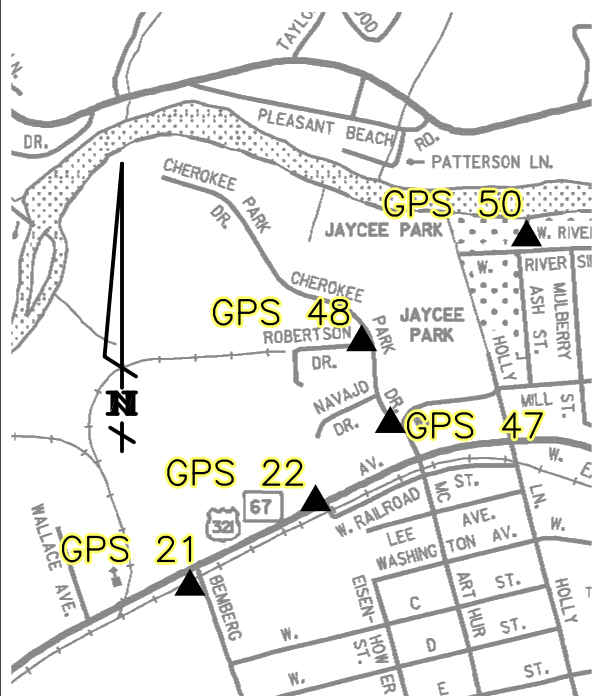 TAYLO
OOD
N.
DR.
PLEASANT BEACH RD.
PATTERSON LN.
CHEROKEE PARK DR.
GPS 50
JAYCEE PARK
W. RIVE
W. RIVER
SI
ASH ST.
MULBERRY
CHEROKEE PARK DR.
GPS 48
JAYCEE
PARK
ROBERTSON
DR.
HOLLY LN.
N
NAVAJO
DR.
MILL ST.
GPS 47
W. E
AV.
GPS 22
67
321
W. RAILROAD ST.
MC ART HUR
AVE.
W.
LEE
WASHINGTON AV.
WALLACE AVE.
GPS 21
BEMBERG
EISEN-HOWER ST.
C ST.
HOLLY
T
W. D ST.
W. E ST.